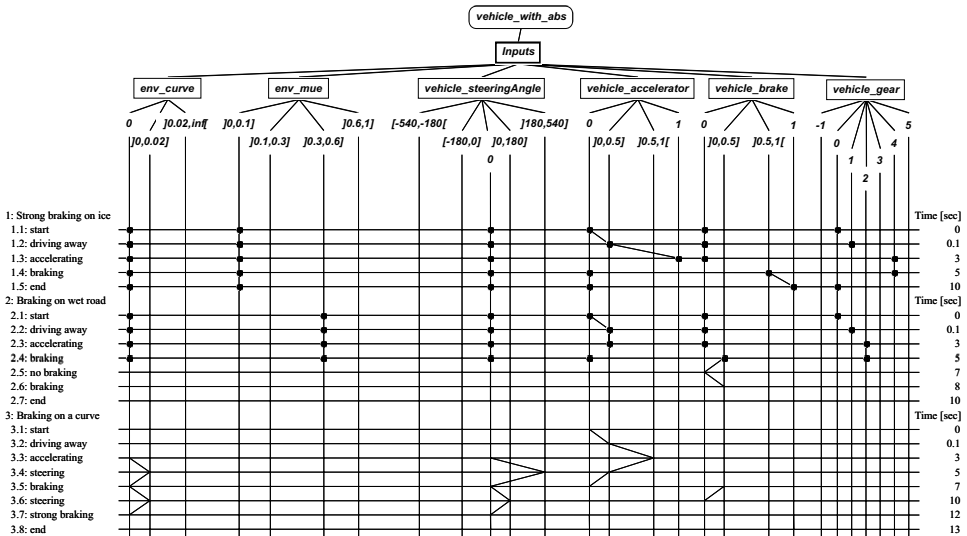 vehicle_with_abs
Inputs
env_curve env_mue vehicle_steeringAngle vehicle_accelerator vehicle_brake vehicle_gear
0 ]0.02,inf[ ]0,0.1] ]0.6,1] [-540,-180[ ]180,540] 0 1 0 1 -1 5
]0,0.02] ]0.1,0.3] ]0.3,0.6] [-180,0[ ]0,180] ]0,0.5] ]0.5,1[ ]0,0.5] ]0.5,1[ 0 4
0 1 3
2
1: Strong braking on ice Time [sec]
1.1: start 0
1.2: driving away 0.1
1.3: accelerating 3
1.4: braking 5
1.5: end 10
2: Braking on wet road Time [sec]
2.1: start 0
2.2: driving away 0.1
2.3: accelerating 3
2.4: braking 5
2.5: no braking 7
2.6: braking 8
2.7: end 10
3: Braking on a curve Time [sec]
3.1: start 0
3.2: driving away 0.1
3.3: accelerating 3
3.4: steering 5
3.5: braking 7
3.6: steering 10
3.7: strong braking 12
3.8: end 13